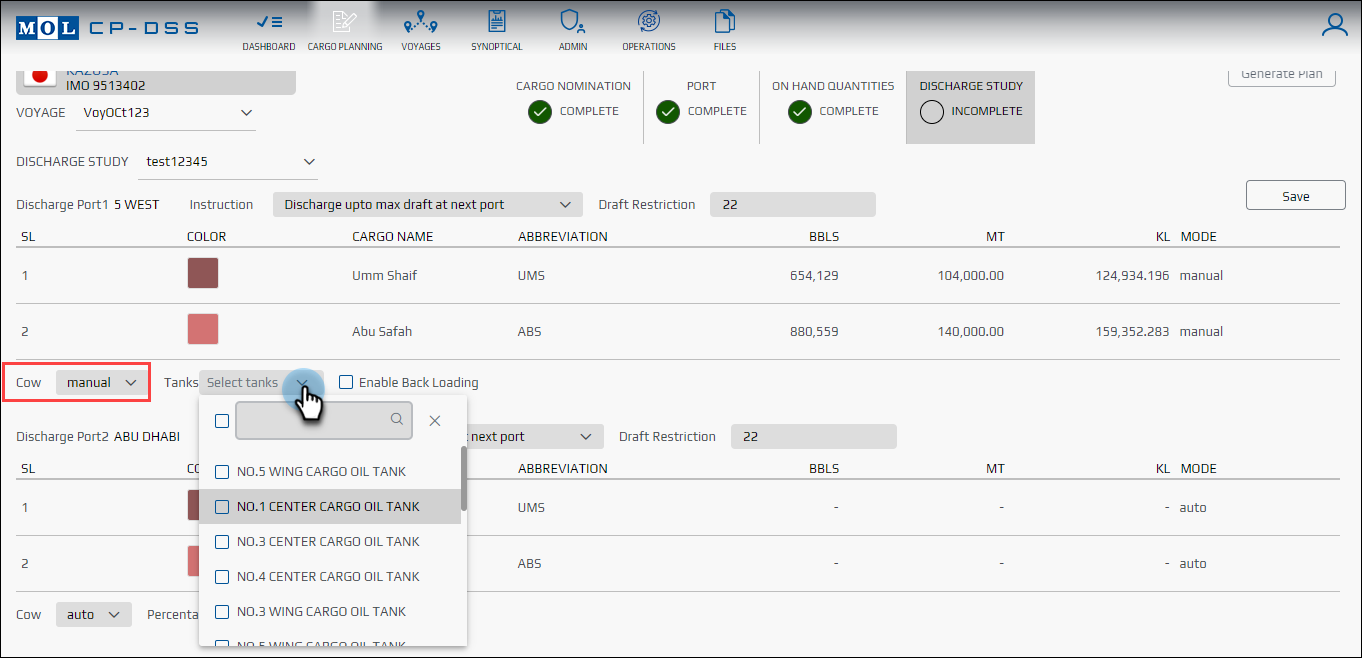 MOL CP-DSS
DASHBOARD CARGO PLANNING VOYAGES SYNOPTICAL ADMIN OPERATIONS FILES
KAZUSA
IMO 9513402
VOYAGE VoyOCt123
CARGO NOMINATION
COMPLETE
PORT
COMPLETE
ON HAND QUANTITIES
COMPLETE
DISCHARGE STUDY
INCOMPLETE
Generate Plan
DISCHARGE STUDY test12345
Discharge Port1 5 WEST Instruction Discharge upto max draft at next port Draft Restriction 22
Save
SL COLOR CARGO NAME ABBREVIATION BBLS MT KL MODE
1 Umm Shaif UMS 654,129 104,000.00 124,934.196 manual
2 Abu Safah ABS 880,559 140,000.00 159,352.283 manual
Cow manual Tanks Select tanks Enable Back Loading
Discharge Port2 ABU DHABI next port Draft Restriction 22
SL CO ABBREVIATION BBLS MT KL MODE
1 UMS - - - auto
2 ABS - - - auto
Cow auto Percenta
NO.5 WING CARGO OIL TANK
NO.1 CENTER CARGO OIL TANK
NO.3 CENTER CARGO OIL TANK
NO.4 CENTER CARGO OIL TANK
NO.3 WING CARGO OIL TANK
NO.5 WING CARGO OIL TANK